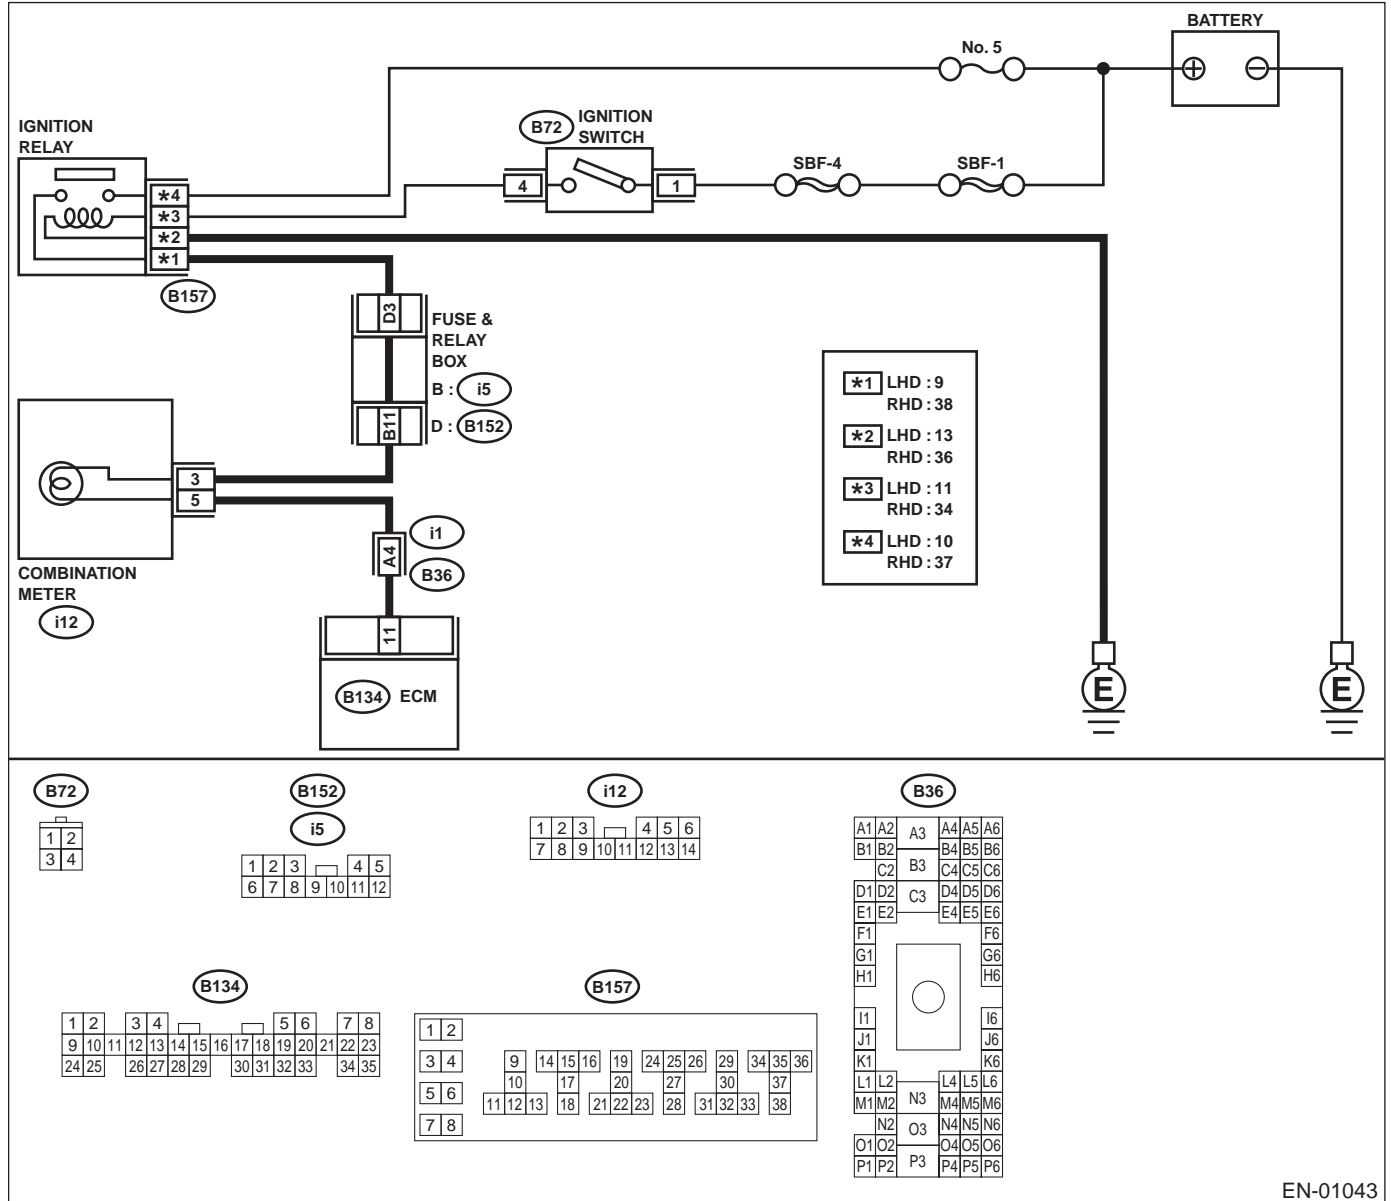 BATTERY
No. 5
IGNITION
RELAY
B72
IGNITION
SWITCH
SBF-4
SBF-1
4
1
*4
*3
*2
*1
B157
D3
FUSE &
RELAY
BOX
B : i5
B11
D : B152
*1 LHD : 9
RHD : 38
*2 LHD : 13
RHD : 36
*3 LHD : 11
RHD : 34
*4 LHD : 10
RHD : 37
3
5
COMBINATION
METER
i12
i1
A4
B36
11
B134 ECM
E
E
B72
1 2
3 4
B152
i5
1 2 3 4 5
6 7 8 9 10 11 12
i12
1 2 3 4 5 6
7 8 9 10 11 12 13 14
B36
A1 A2 A3 A4 A5 A6
B1 B2 B4 B5 B6
C2 B3 C4 C5 C6
D1 D2 C3 D4 D5 D6
E1 E2 E4 E5 E6
F1 F6
G1 G6
H1 H6
I1 I6
J1 J6
K1 K6
L1 L2 L4 L5 L6
M1 M2 N3 M4 M5 M6
N2 O3 N4 N5 N6
O1 O2 O4 O5 O6
P1 P2 P3 P4 P5 P6
B134
1 2 3 4 5 6 7 8
9 10 11 12 13 14 15 16 17 18 19 20 21 22 23
24 25 26 27 28 29 30 31 32 33 34 35
B157
1 2
3 4
5 6
7 8
9 14 15 16 19 24 25 26 29 34 35 36
10 17 20 27 30 37
11 12 13 18 21 22 23 28 31 32 33 38
EN-01043